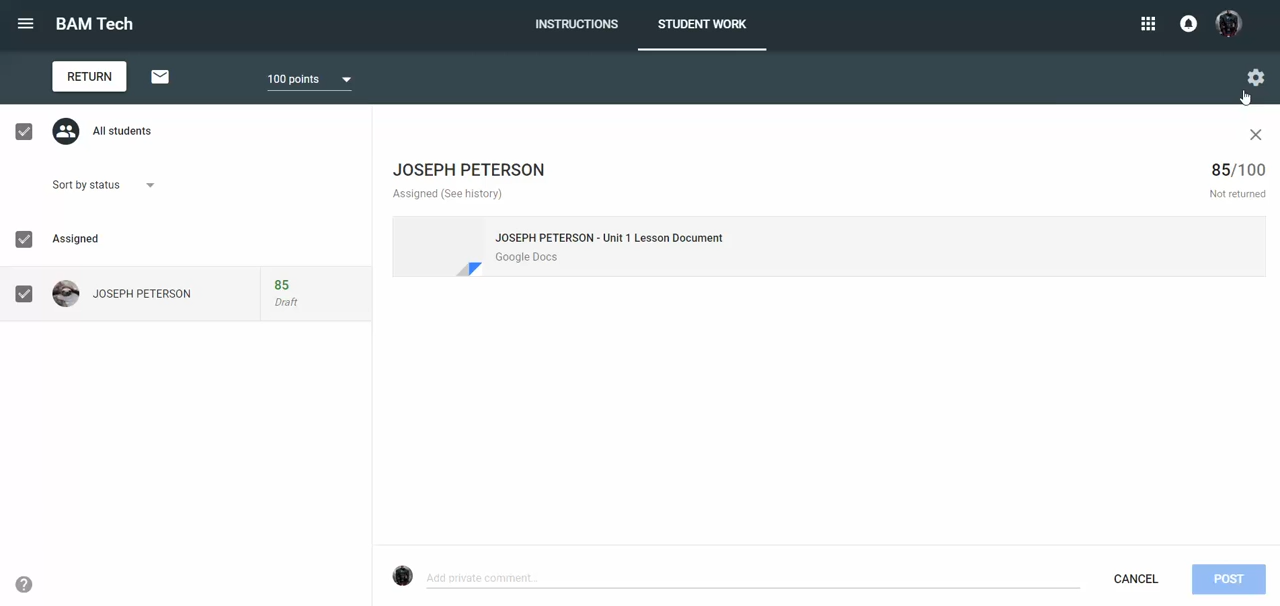 BAM Tech
INSTRUCTIONS
STUDENT WORK
RETURN
100 points
All students
Sort by status
Assigned
JOSEPH PETERSON
85
Draft
JOSEPH PETERSON
85/100
Assigned (See history)
Not returned
JOSEPH PETERSON - Unit 1 Lesson Document
Google Docs
Add private comment...
CANCEL
POST